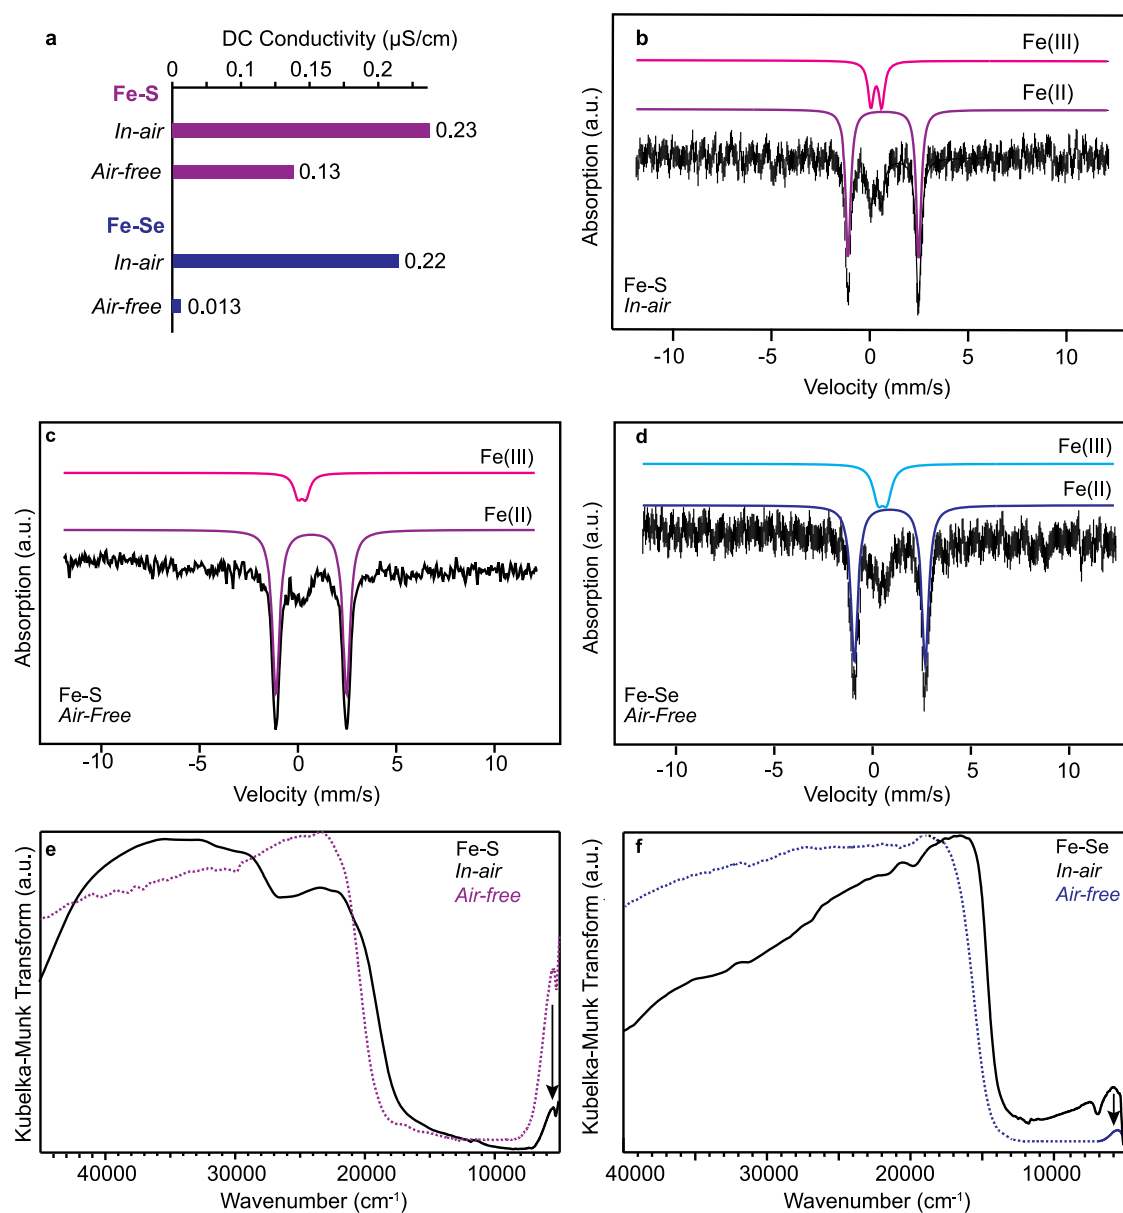 a
DC Conductivity (µS/cm)
0 0.1 0.15 0.2
Fe-S
In-air 0.23
Air-free 0.13
Fe-Se
In-air 0.22
Air-free 0.013
b
Fe(III)
Fe(II)
Absorption (a.u.)
Fe-S
In-air
-10 -5 0 5 10
Velocity (mm/s)
c
Fe(III)
Fe(II)
Absorption (a.u.)
Fe-S
Air-Free
-10 -5 0 5 10
Velocity (mm/s)
d
Fe(III)
Fe(II)
Absorption (a.u.)
Fe-Se
Air-Free
-10 -5 0 5 10
Velocity (mm/s)
e
Fe-S
In-air
Air-free
Kubelka-Munk Transform (a.u.)
40000 30000 20000 10000
Wavenumber (cm⁻¹)
f
Fe-Se
In-air
Air-free
Kubelka-Munk Transform (a.u.)
40000 30000 20000 10000
Wavenumber (cm⁻¹)